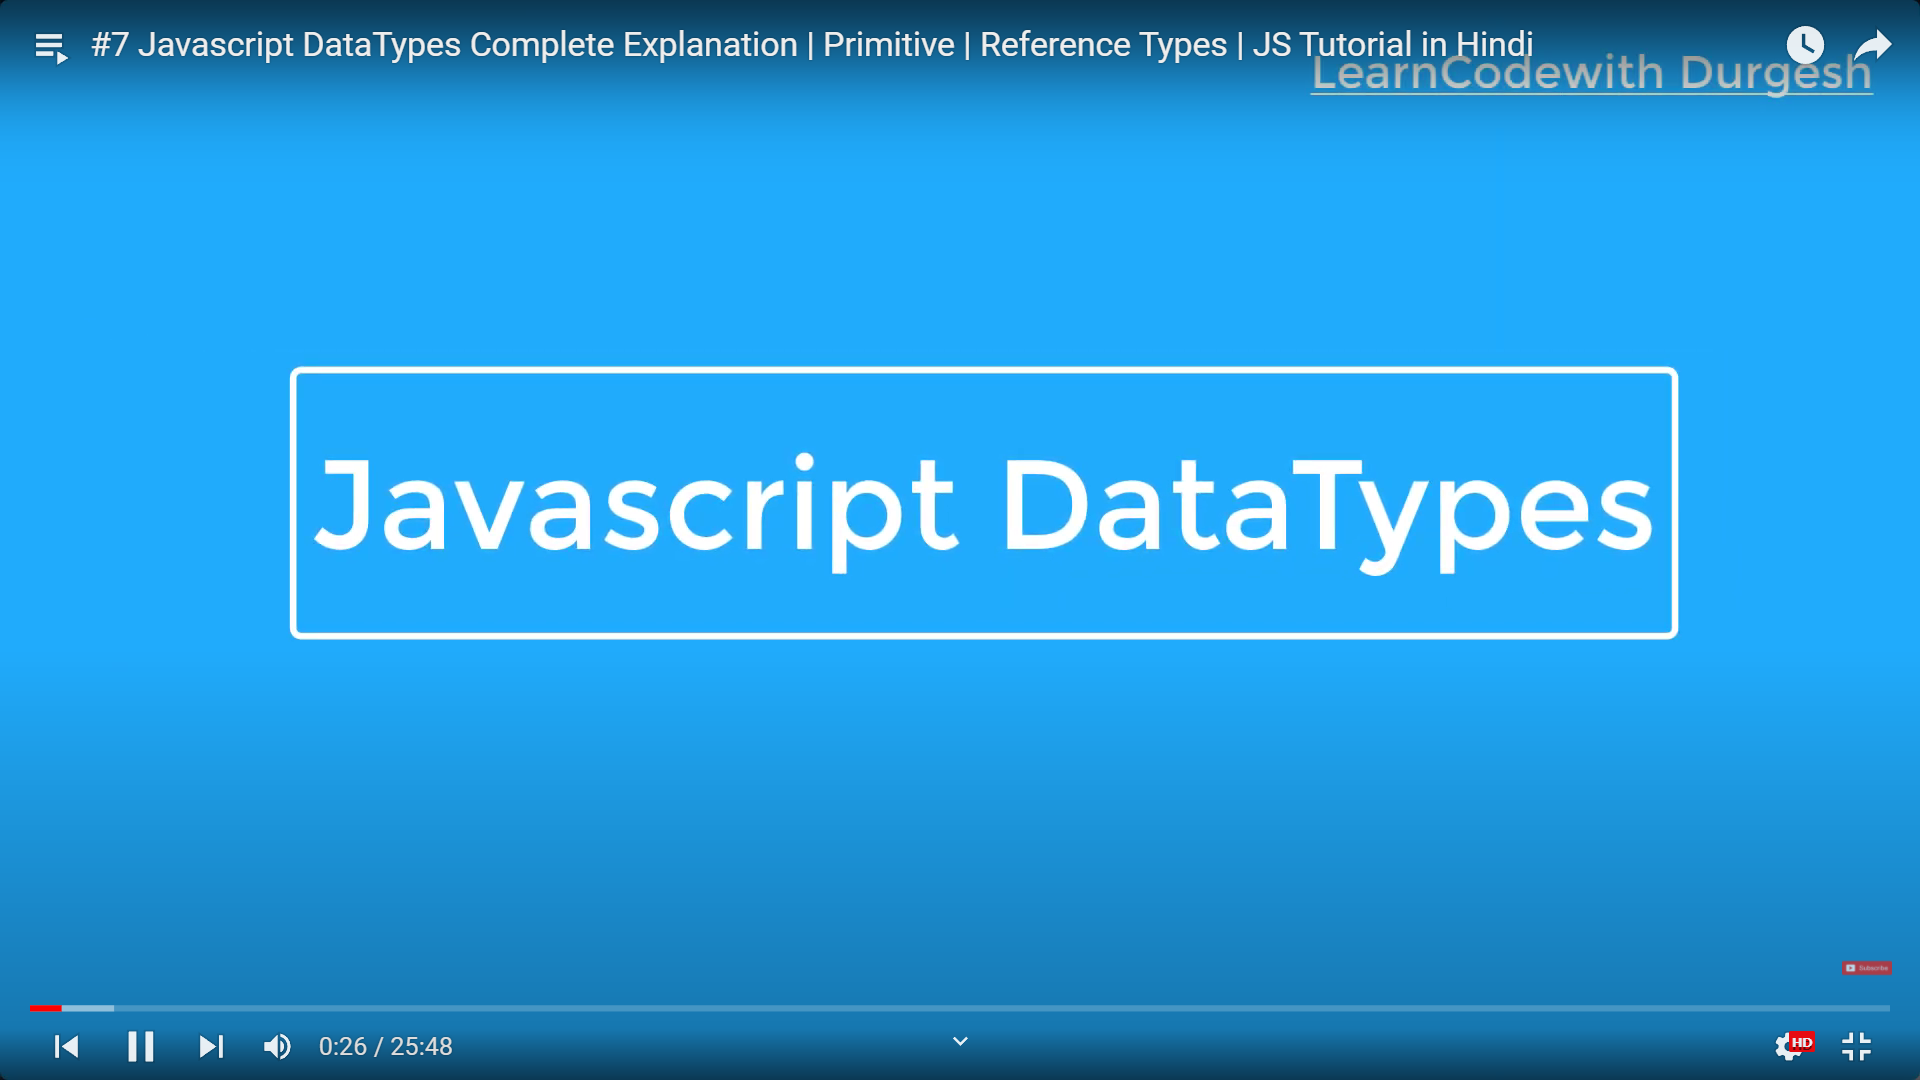 #7 Javascript DataTypes Complete Explanation | Primitive | Reference Types | JS Tutorial in Hindi
LearnCodewith Durgesh
Javascript DataTypes
Subscribe
0:26 / 25:48
HD